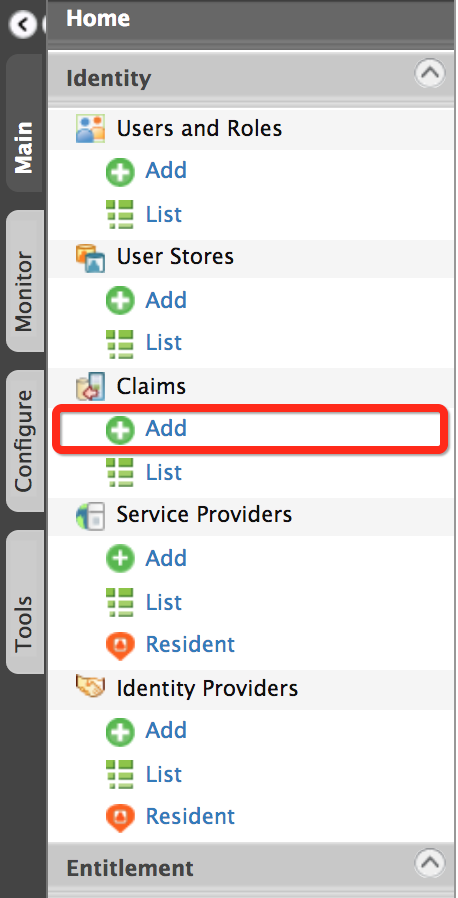 Home
Identity
Users and Roles
Add
List
User Stores
Add
List
Claims
Add
List
Service Providers
Add
List
Resident
Identity Providers
Add
List
Resident
Entitlement
Main
Monitor
Configure
Tools